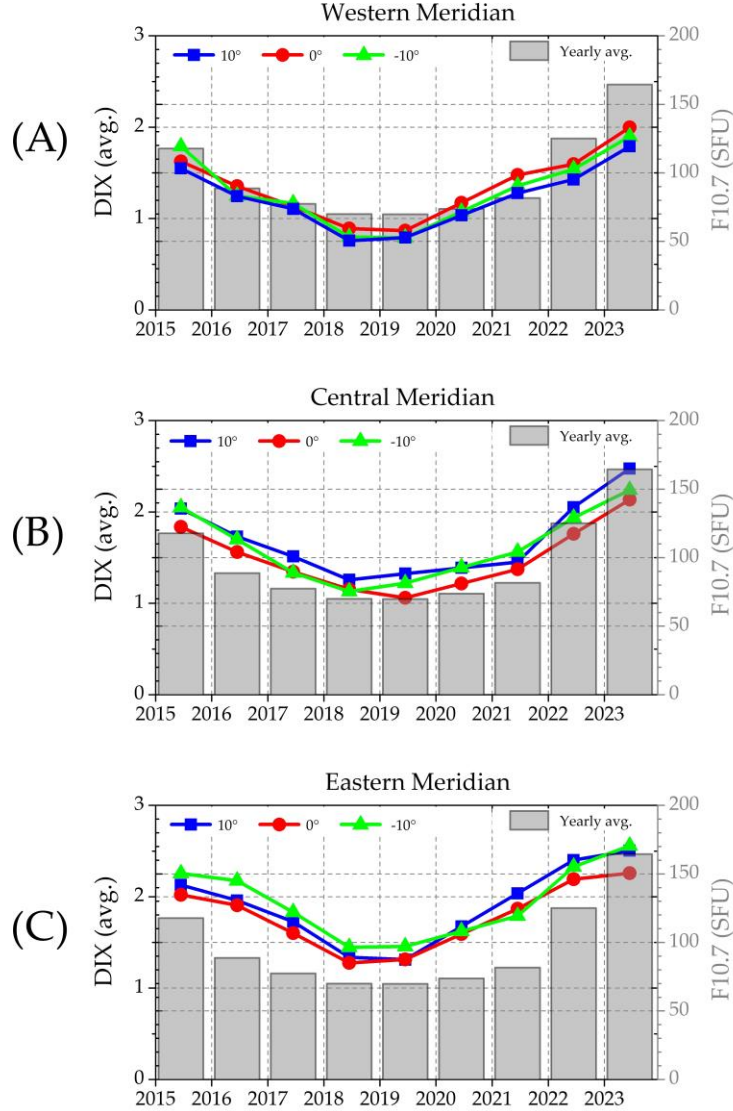 Western Meridian
(A)
DIX (avg.)
3
2
1
0
10° 0° -10° Yearly avg.
200
150
100
50
0
F10.7 (SFU)
2015 2016 2017 2018 2019 2020 2021 2022 2023
Central Meridian
(B)
DIX (avg.)
3
2
1
0
10° 0° -10° Yearly avg.
200
150
100
50
0
F10.7 (SFU)
2015 2016 2017 2018 2019 2020 2021 2022 2023
Eastern Meridian
(C)
DIX (avg.)
3
2
1
0
10° 0° -10° Yearly avg.
200
150
100
50
0
F10.7 (SFU)
2015 2016 2017 2018 2019 2020 2021 2022 2023